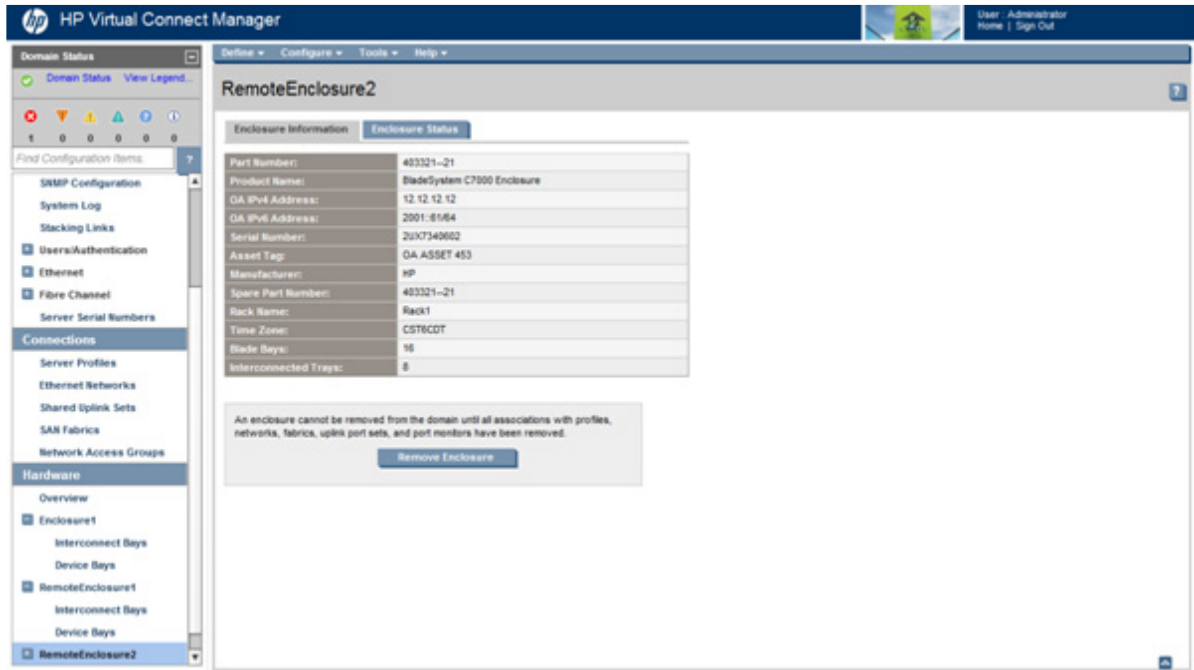 hp HP Virtual Connect Manager
User : Administrator
Home | Sign Out
Domain Status
Domain Status View Legend...
1 0 0 0 0 0
Find Configuration Items.
SNMP Configuration
System Log
Stacking Links
Users/Authentication
Ethernet
Fibre Channel
Server Serial Numbers
Connections
Server Profiles
Ethernet Networks
Shared Uplink Sets
SAN Fabrics
Network Access Groups
Hardware
Overview
Enclosure1
Interconnect Bays
Device Bays
RemoteEnclosure1
Interconnect Bays
Device Bays
RemoteEnclosure2
Define Configure Tools Help
RemoteEnclosure2
?
Enclosure Information Enclosure Status
Part Number: 403321--21
Product Name: BladeSystem C7000 Enclosure
OA IPv4 Address: 12.12.12.12
OA IPv6 Address: 2001::61/64
Serial Number: 2UX7340602
Asset Tag: OA ASSET 453
Manufacturer: HP
Spare Part Number: 403321--21
Rack Name: Rack1
Time Zone: CST6CDT
Blade Bays: 16
Interconnected Trays: 8
An enclosure cannot be removed from the domain until all associations with profiles,
networks, fabrics, uplink port sets, and port monitors have been removed.
Remove Enclosure